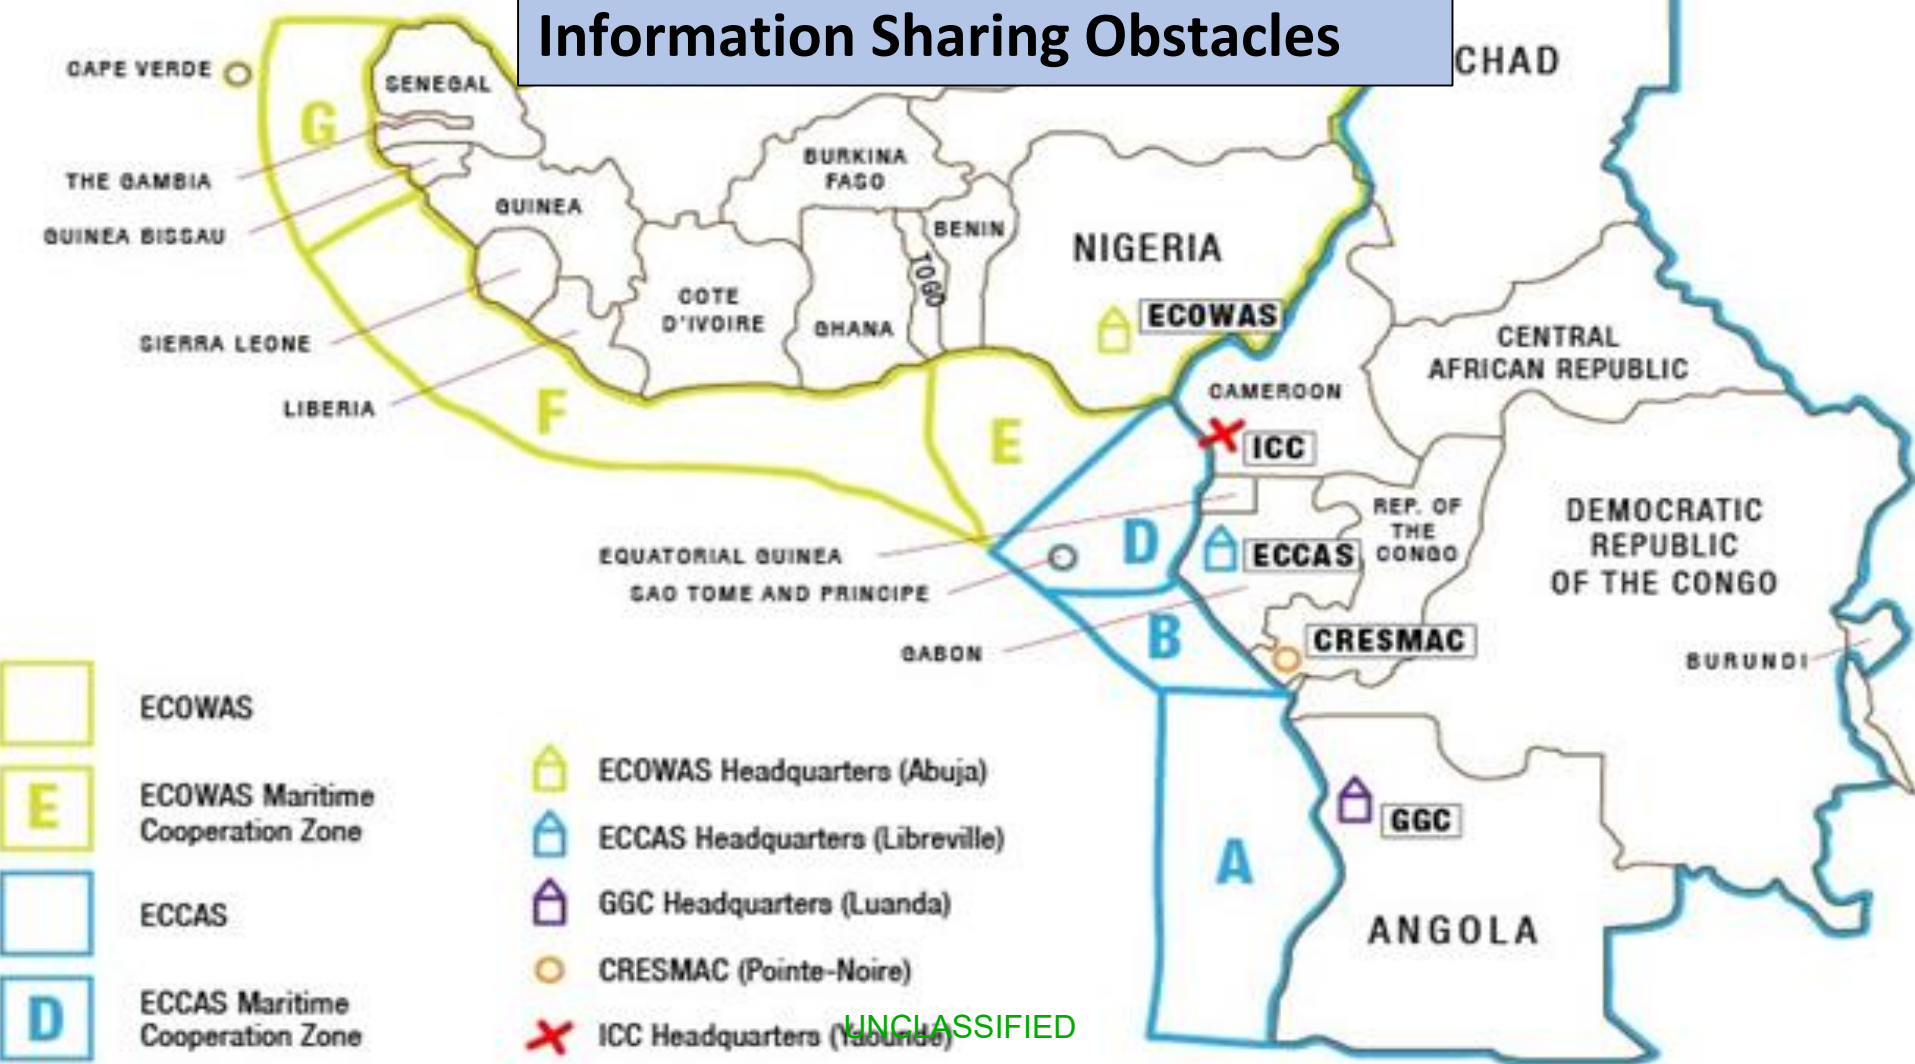 Information Sharing Obstacles
CHAD
CAPE VERDE
SENEGAL
G
THE GAMBIA
GUINEA BISSAU
GUINEA
BURKINA
FASO
BENIN
TOGO
NIGERIA
ECOWAS
COTE
D'IVOIRE
GHANA
SIERRA LEONE
LIBERIA
F
E
CENTRAL
AFRICAN REPUBLIC
CAMEROON
ICC
EQUATORIAL GUINEA
SAO TOME AND PRINCIPE
D
ECCAS
REP. OF
THE
CONGO
DEMOCRATIC
REPUBLIC
OF THE CONGO
GABON
B
CRESMAC
BURUNDI
GGC
A
ANGOLA
ECOWAS
E
ECOWAS Maritime
Cooperation Zone
ECCAS
D
ECCAS Maritime
Cooperation Zone
ECOWAS Headquarters (Abuja)
ECCAS Headquarters (Libreville)
GGC Headquarters (Luanda)
CRESMAC (Pointe-Noire)
ICC Headquarters (Yaounde)
UNCLASSIFIED